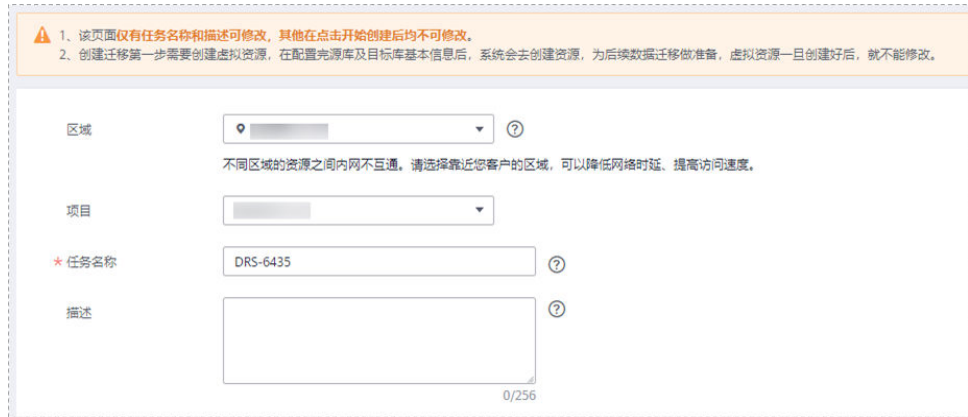 1、该页面仅有任务名称和描述可修改，其他在点击开始创建后均不可修改。
2、创建迁移第一步需要创建虚拟资源，在配置完源库及目标库基本信息后，系统会去创建资源，为后续数据迁移做准备，虚拟资源一旦创建好后，就不能修改。
区域
不同区域的资源之间内网不互通。请选择靠近您客户的区域，可以降低网络时延、提高访问速度。
项目
* 任务名称 DRS-6435
描述
0/256